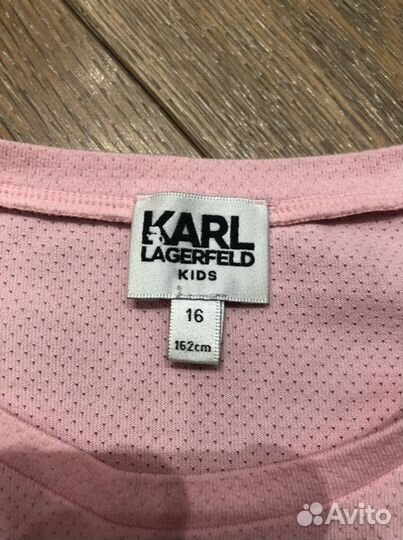 KARL
LAGERFELD
KIDS
16
162cm
Avito